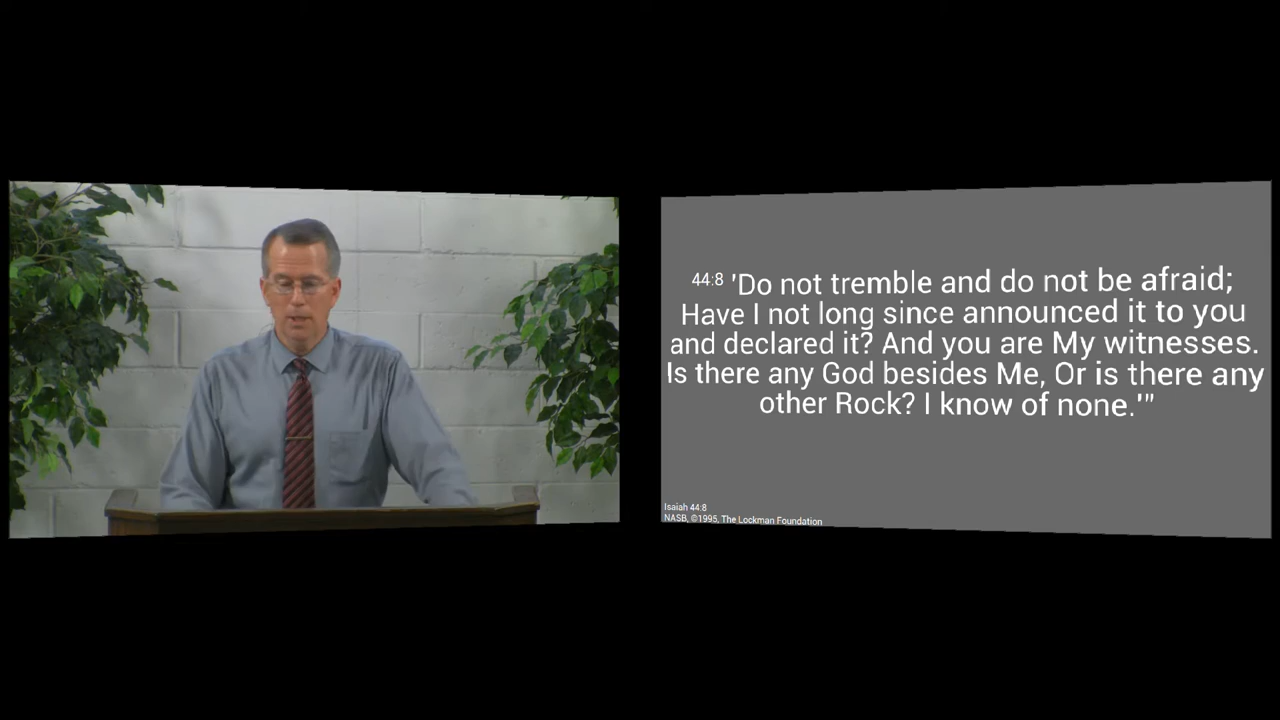 44:8 'Do not tremble and do not be afraid;
Have I not long since announced it to you
and declared it? And you are My witnesses.
Is there any God besides Me, Or is there any
other Rock? I know of none.'"
Isaiah 44:8
NASB, ©1995, The Lockman Foundation